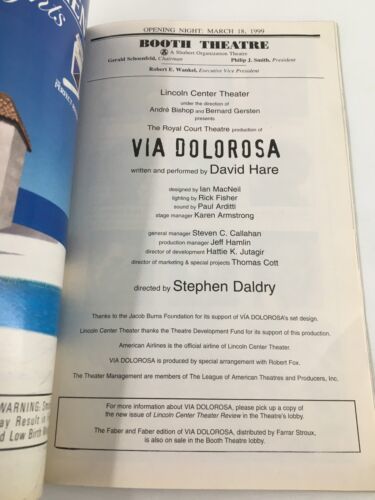 OPENING NIGHT: MARCH 18, 1999
BOOTH THEATRE
A Shubert Organization Theatre
Gerald Schoenfeld, Chairman Philip J. Smith, President
Robert E. Wankel, Executive Vice President
Lincoln Center Theater
under the direction of
André Bishop and Bernard Gersten
presents
The Royal Court Theatre production of
VIA DOLOROSA
written and performed by David Hare
designed by Ian MacNeil
lighting by Rick Fisher
sound by Paul Arditti
stage manager Karen Armstrong
general manager Steven C. Callahan
production manager Jeff Hamlin
director of development Hattie K. Jutagir
director of marketing & special projects Thomas Cott
directed by Stephen Daldry
Thanks to the Jacob Burns Foundation for its support of VIA DOLOROSA's set design.
Lincoln Center Theater thanks the Theatre Development Fund for its support of this production.
American Airlines is the official airline of Lincoln Center Theater.
VIA DOLOROSA is produced by special arrangement with Robert Fox.
The Theater Management are members of The League of American Theatres and Producers, Inc.
For more information about VIA DOLOROSA, please pick up a copy of
the new issue of Lincoln Center Theater Review in the theatre's lobby.
The Faber and Faber edition of VIA DOLOROSA, distributed by Farrar Stroux,
is also on sale in the Booth Theatre lobby.
WARNING: Smo
ay Result in
d Low Birth